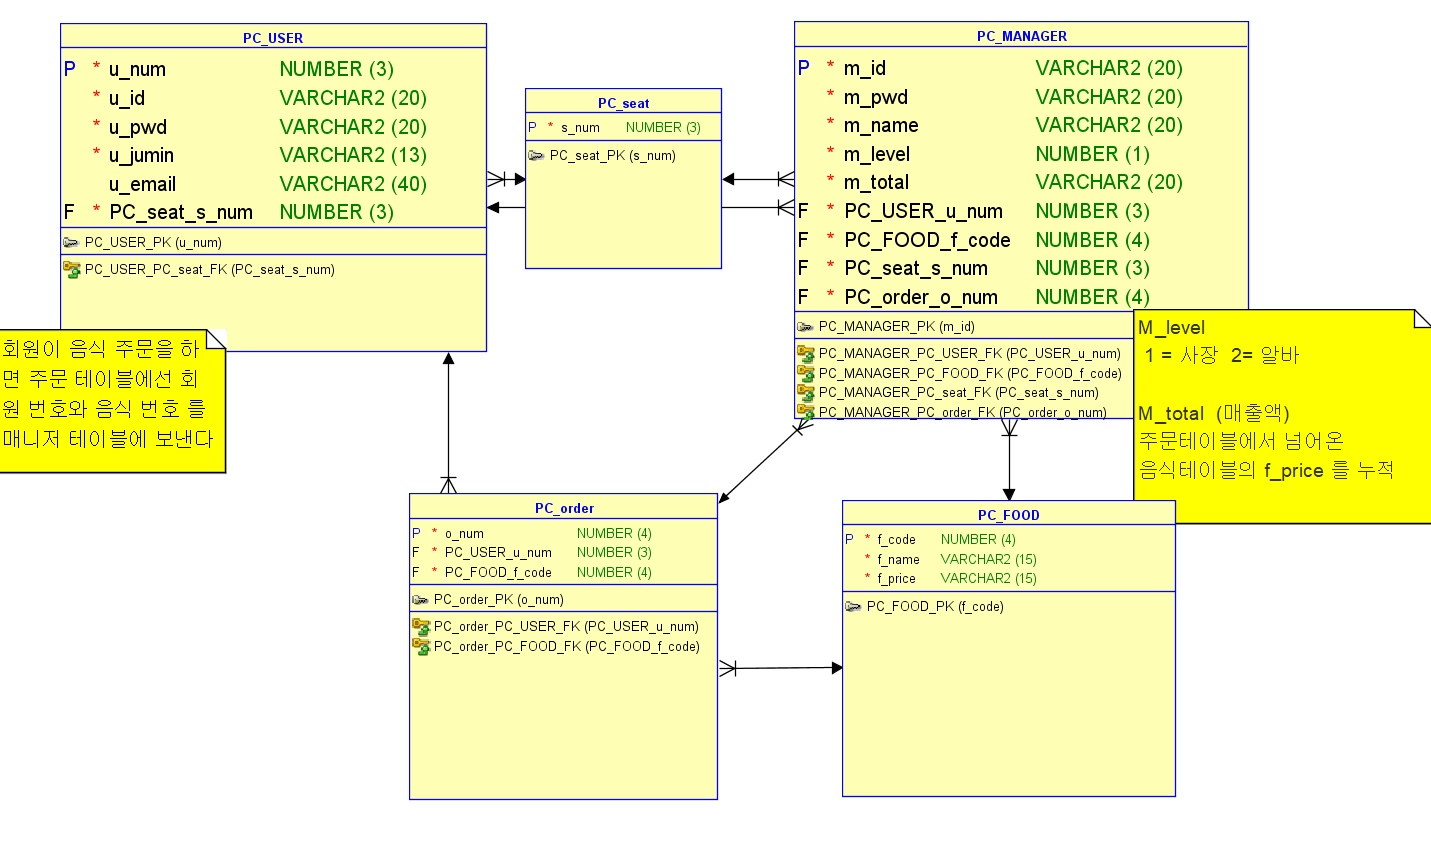 PC_USER
P * u_num NUMBER (3)
* u_id VARCHAR2 (20)
* u_pwd VARCHAR2 (20)
* u_jumin VARCHAR2 (13)
u_email VARCHAR2 (40)
F * PC_seat_s_num NUMBER (3)
PC_USER_PK (u_num)
PC_USER_PC_seat_FK (PC_seat_s_num)
회원이 음식 주문을 하
면 주문 테이블에선 회
원 번호와 음식 번호 를
매니저 테이블에 보낸다
PC_seat
P * s_num NUMBER (3)
PC_seat_PK (s_num)
PC_MANAGER
P * m_id VARCHAR2 (20)
* m_pwd VARCHAR2 (20)
* m_name VARCHAR2 (20)
* m_level NUMBER (1)
* m_total VARCHAR2 (20)
F * PC_USER_u_num NUMBER (3)
F * PC_FOOD_f_code NUMBER (4)
F * PC_seat_s_num NUMBER (3)
F * PC_order_o_num NUMBER (4)
PC_MANAGER_PK (m_id)
PC_MANAGER_PC_USER_FK (PC_USER_u_num)
PC_MANAGER_PC_FOOD_FK (PC_FOOD_f_code)
PC_MANAGER_PC_seat_FK (PC_seat_s_num)
PC_MANAGER_PC_order_FK (PC_order_o_num)
M_level
1 = 사장 2= 알바
M_total (매출액)
주문테이블에서 넘어온
음식테이블의 f_price 를 누적
PC_order
P * o_num NUMBER (4)
F * PC_USER_u_num NUMBER (3)
F * PC_FOOD_f_code NUMBER (4)
PC_order_PK (o_num)
PC_order_PC_USER_FK (PC_USER_u_num)
PC_order_PC_FOOD_FK (PC_FOOD_f_code)
PC_FOOD
P * f_code NUMBER (4)
* f_name VARCHAR2 (15)
* f_price VARCHAR2 (15)
PC_FOOD_PK (f_code)